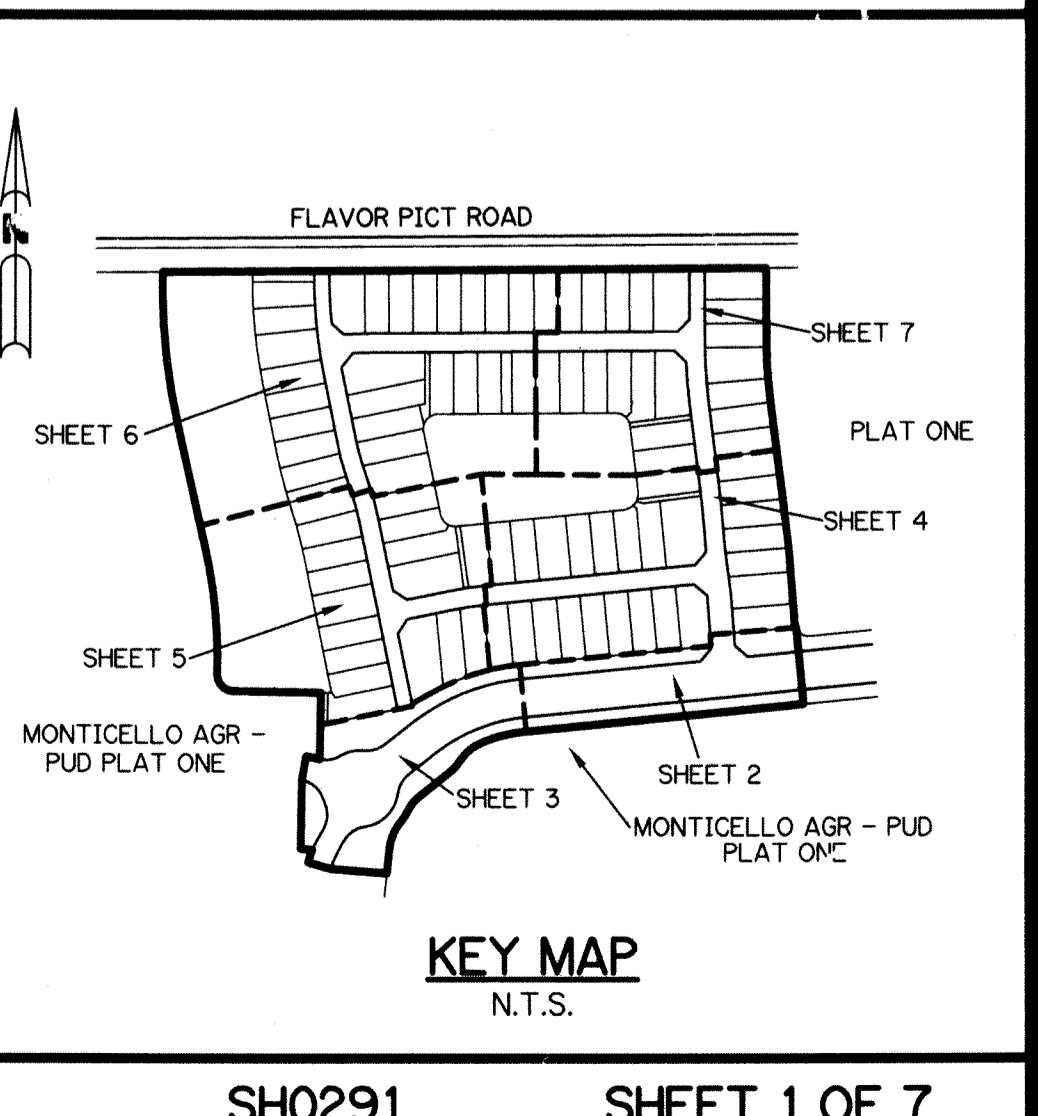 N
FLAVOR PICT ROAD
SHEET 7
SHEET 6
PLAT ONE
SHEET 4
SHEET 5
MONTICELLO AGR -
PUD PLAT ONE
SHEET 2
SHEET 3
MONTICELLO AGR - PUD
PLAT ONE
KEY MAP
N.T.S.
SH0291
SHEET 1 OF 7